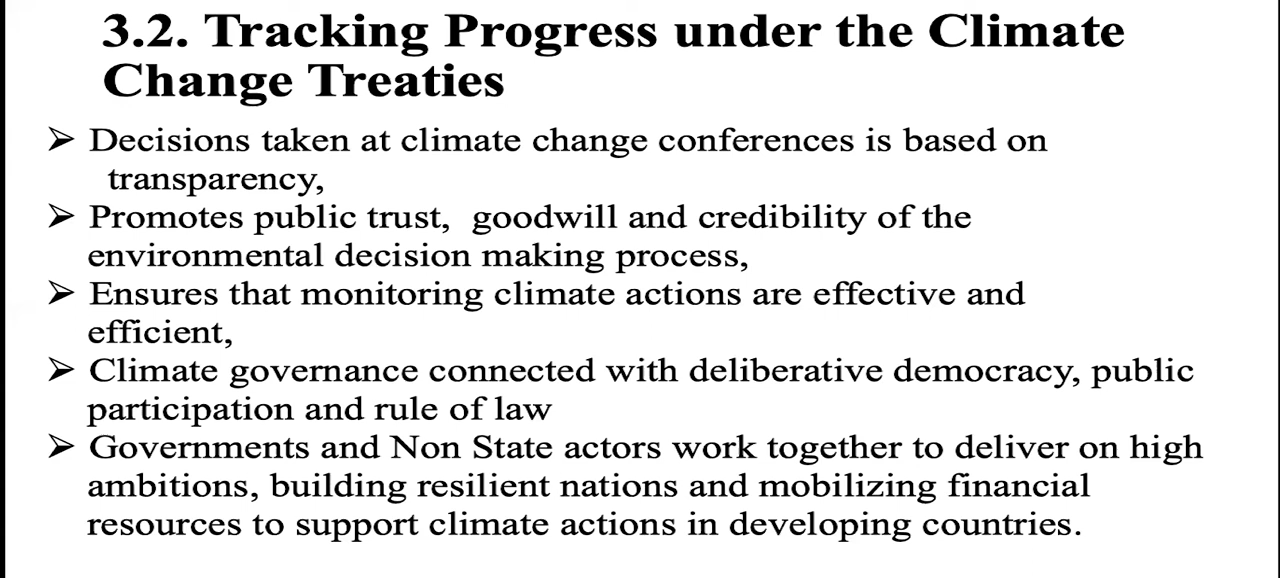 3.2. Tracking Progress under the Climate
Change Treaties
➢ Decisions taken at climate change conferences is based on
transparency,
➢ Promotes public trust,  goodwill and credibility of the
environmental decision making process,
➢ Ensures that monitoring climate actions are effective and
efficient,
➢ Climate governance connected with deliberative democracy, public
participation and rule of law
➢ Governments and Non State actors work together to deliver on high
ambitions, building resilient nations and mobilizing financial
resources to support climate actions in developing countries.